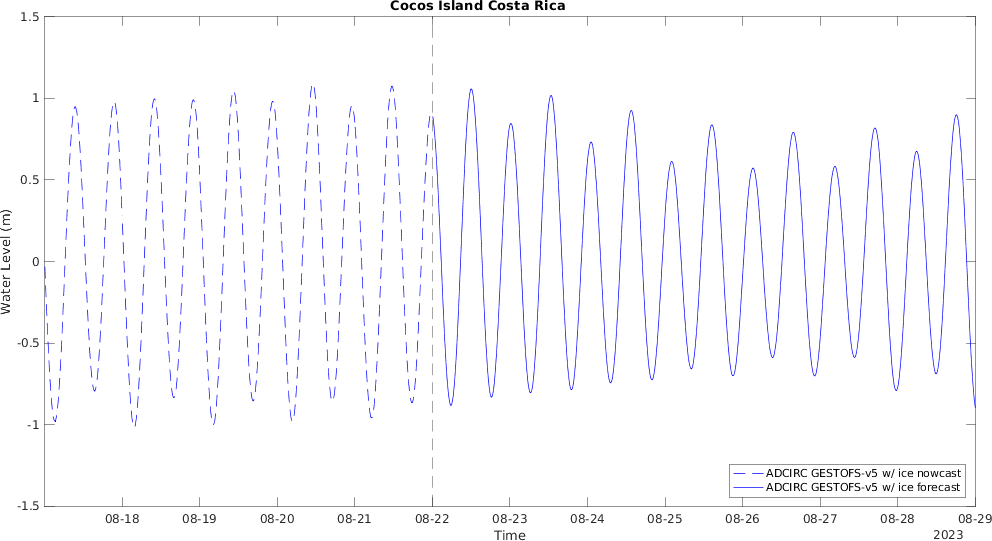 Cocos Island Costa Rica
1.5
1
0.5
0
-0.5
-1
-1.5
Water Level (m)
ADCIRC GESTOFS-v5 w/ ice nowcast
ADCIRC GESTOFS-v5 w/ ice forecast
08-18 08-19 08-20 08-21 08-22 08-23 08-24 08-25 08-26 08-27 08-28 08-29
Time
2023